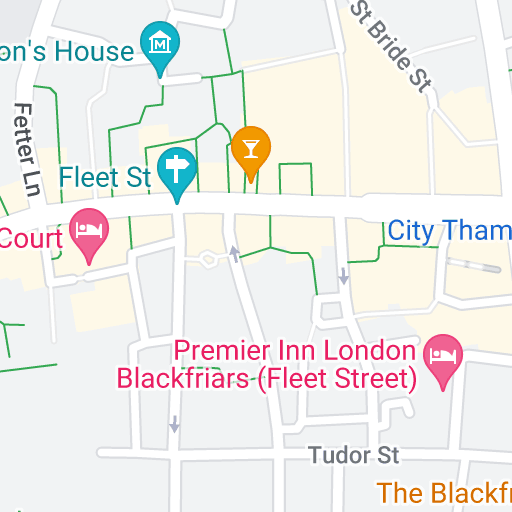 St Bride St
on's House
Fetter Ln
Fleet St
Court
City Tham
Premier Inn London
Blackfriars (Fleet Street)
Tudor St
The Blackf